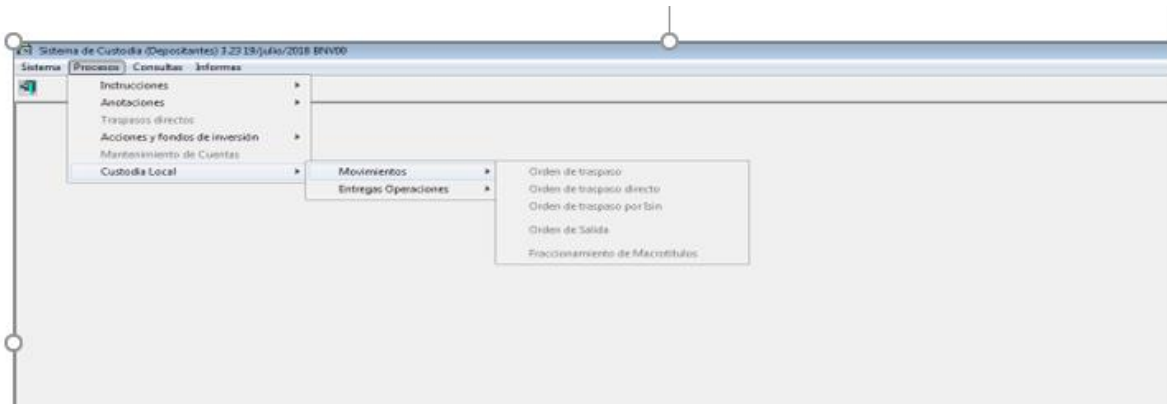 Sistema de Custodia (Depositantes) 3.23 19/Julio/2018 BNV00
Sistema Procesos Consultas Informes
Instrucciones
Anotaciones
Traspasos directos
Acciones y fondos de inversión
Mantenimiento de Cuentas
Custodia Local
Movimientos
Entregas Operaciones
Orden de traspaso
Orden de traspaso directo
Orden de traspaso por Isin
Orden de Salida
Fraccionamiento de Macrotítulos